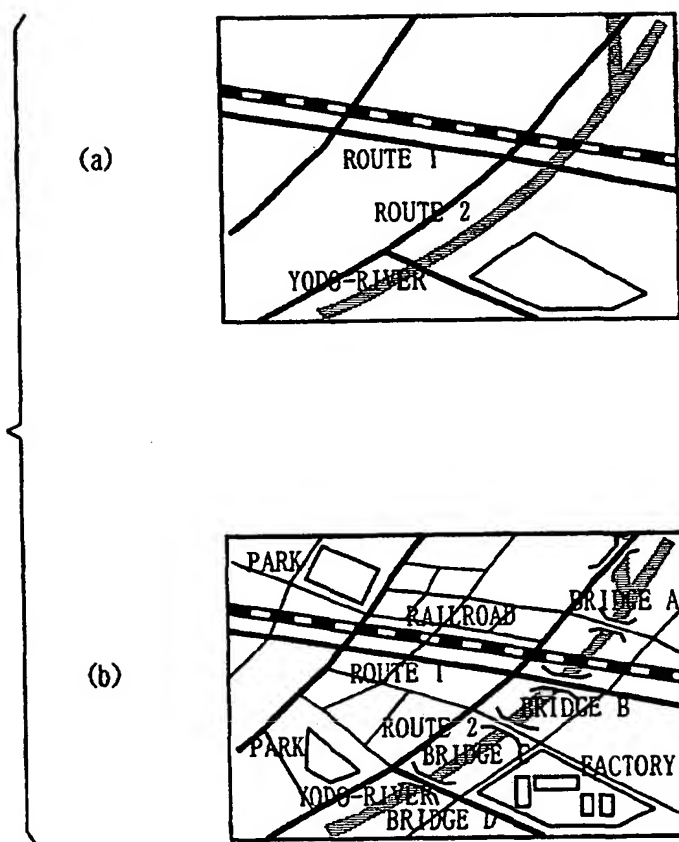 (a)
ROUTE 1
ROUTE 2
YODO-RIVER
(b)
PARK
BRIDGE A
RAILROAD
ROUTE 1
BRIDGE B
ROUTE 2
PARK
BRIDGE C
FACTORY
YODO-RIVER
BRIDGE D